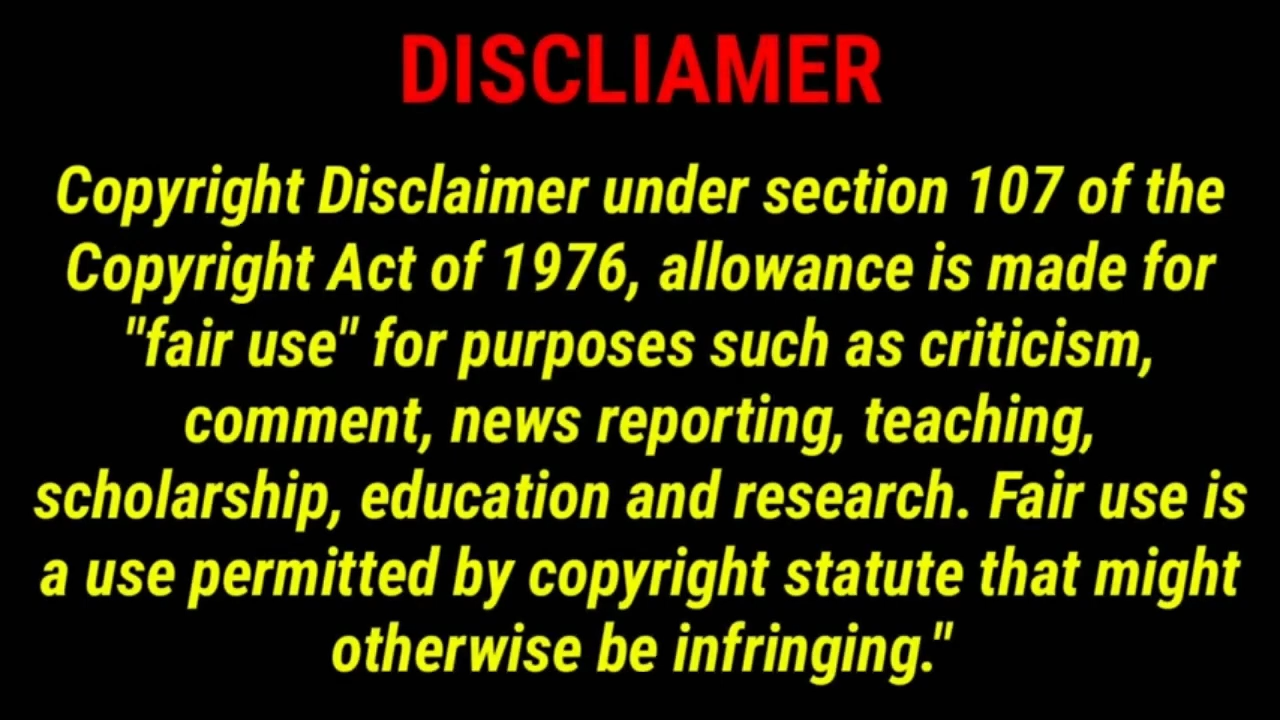 DISCLIAMER
Copyright Disclaimer under section 107 of the
Copyright Act of 1976, allowance is made for
"fair use" for purposes such as criticism,
comment, news reporting, teaching,
scholarship, education and research. Fair use is
a use permitted by copyright statute that might
otherwise be infringing."